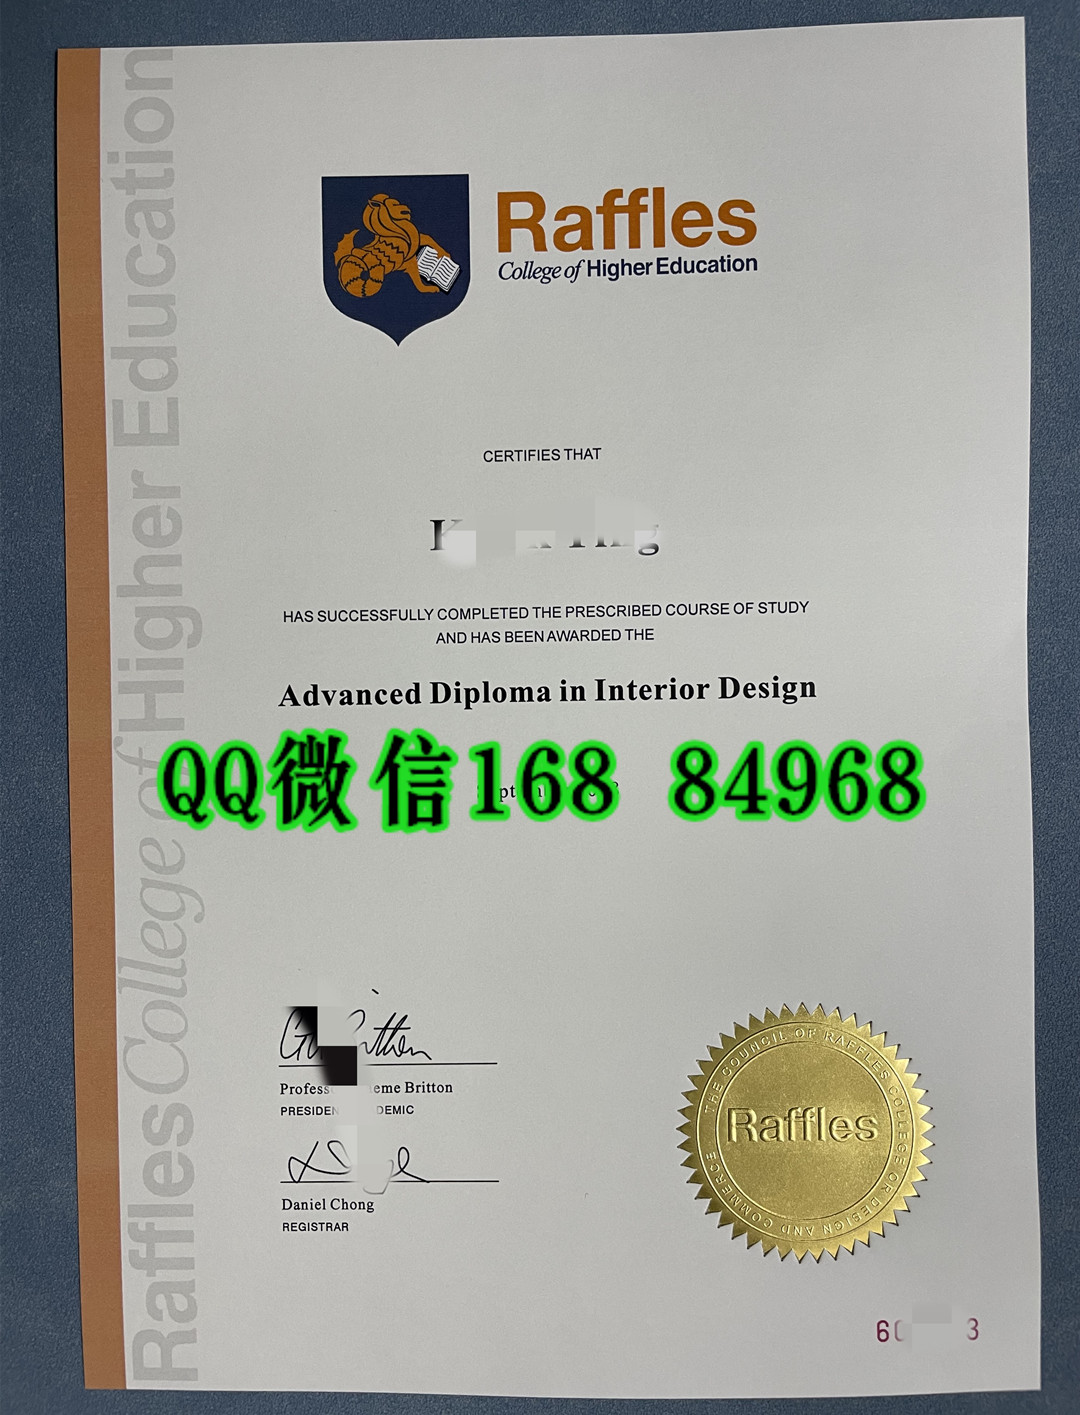 Raffles College of Higher Education
Raffles
College of Higher Education
CERTIFIES THAT
HAS SUCCESSFULLY COMPLETED THE PRESCRIBED COURSE OF STUDY
AND HAS BEEN AWARDED THE
Advanced Diploma in Interior Design
QQ微信168 84968
Britton
Daniel Chong
REGISTRAR
THE COUNCIL OF RAFFLES COLLEGE FOR DESIGN AND COMMERCE
Raffles